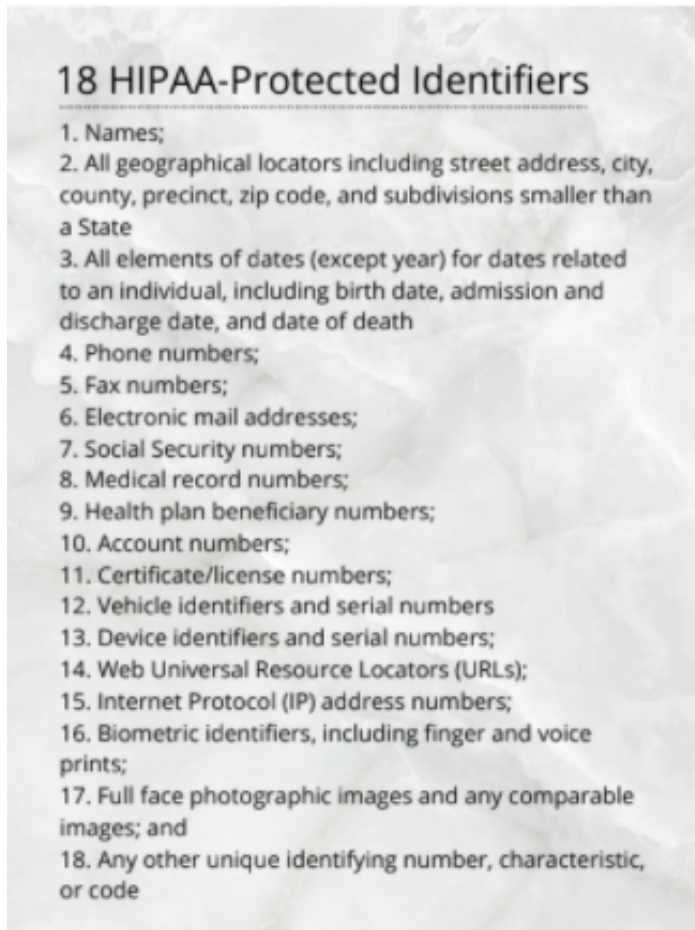 18 HIPAA-Protected Identifiers
1. Names;
2. All geographical locators including street address, city,
county, precinct, zip code, and subdivisions smaller than
a State
3. All elements of dates (except year) for dates related
to an individual, including birth date, admission and
discharge date, and date of death
4. Phone numbers;
5. Fax numbers;
6. Electronic mail addresses;
7. Social Security numbers;
8. Medical record numbers;
9. Health plan beneficiary numbers;
10. Account numbers;
11. Certificate/license numbers;
12. Vehicle identifiers and serial numbers
13. Device identifiers and serial numbers;
14. Web Universal Resource Locators (URLs);
15. Internet Protocol (IP) address numbers;
16. Biometric identifiers, including finger and voice
prints;
17. Full face photographic images and any comparable
images; and
18. Any other unique identifying number, characteristic,
or code